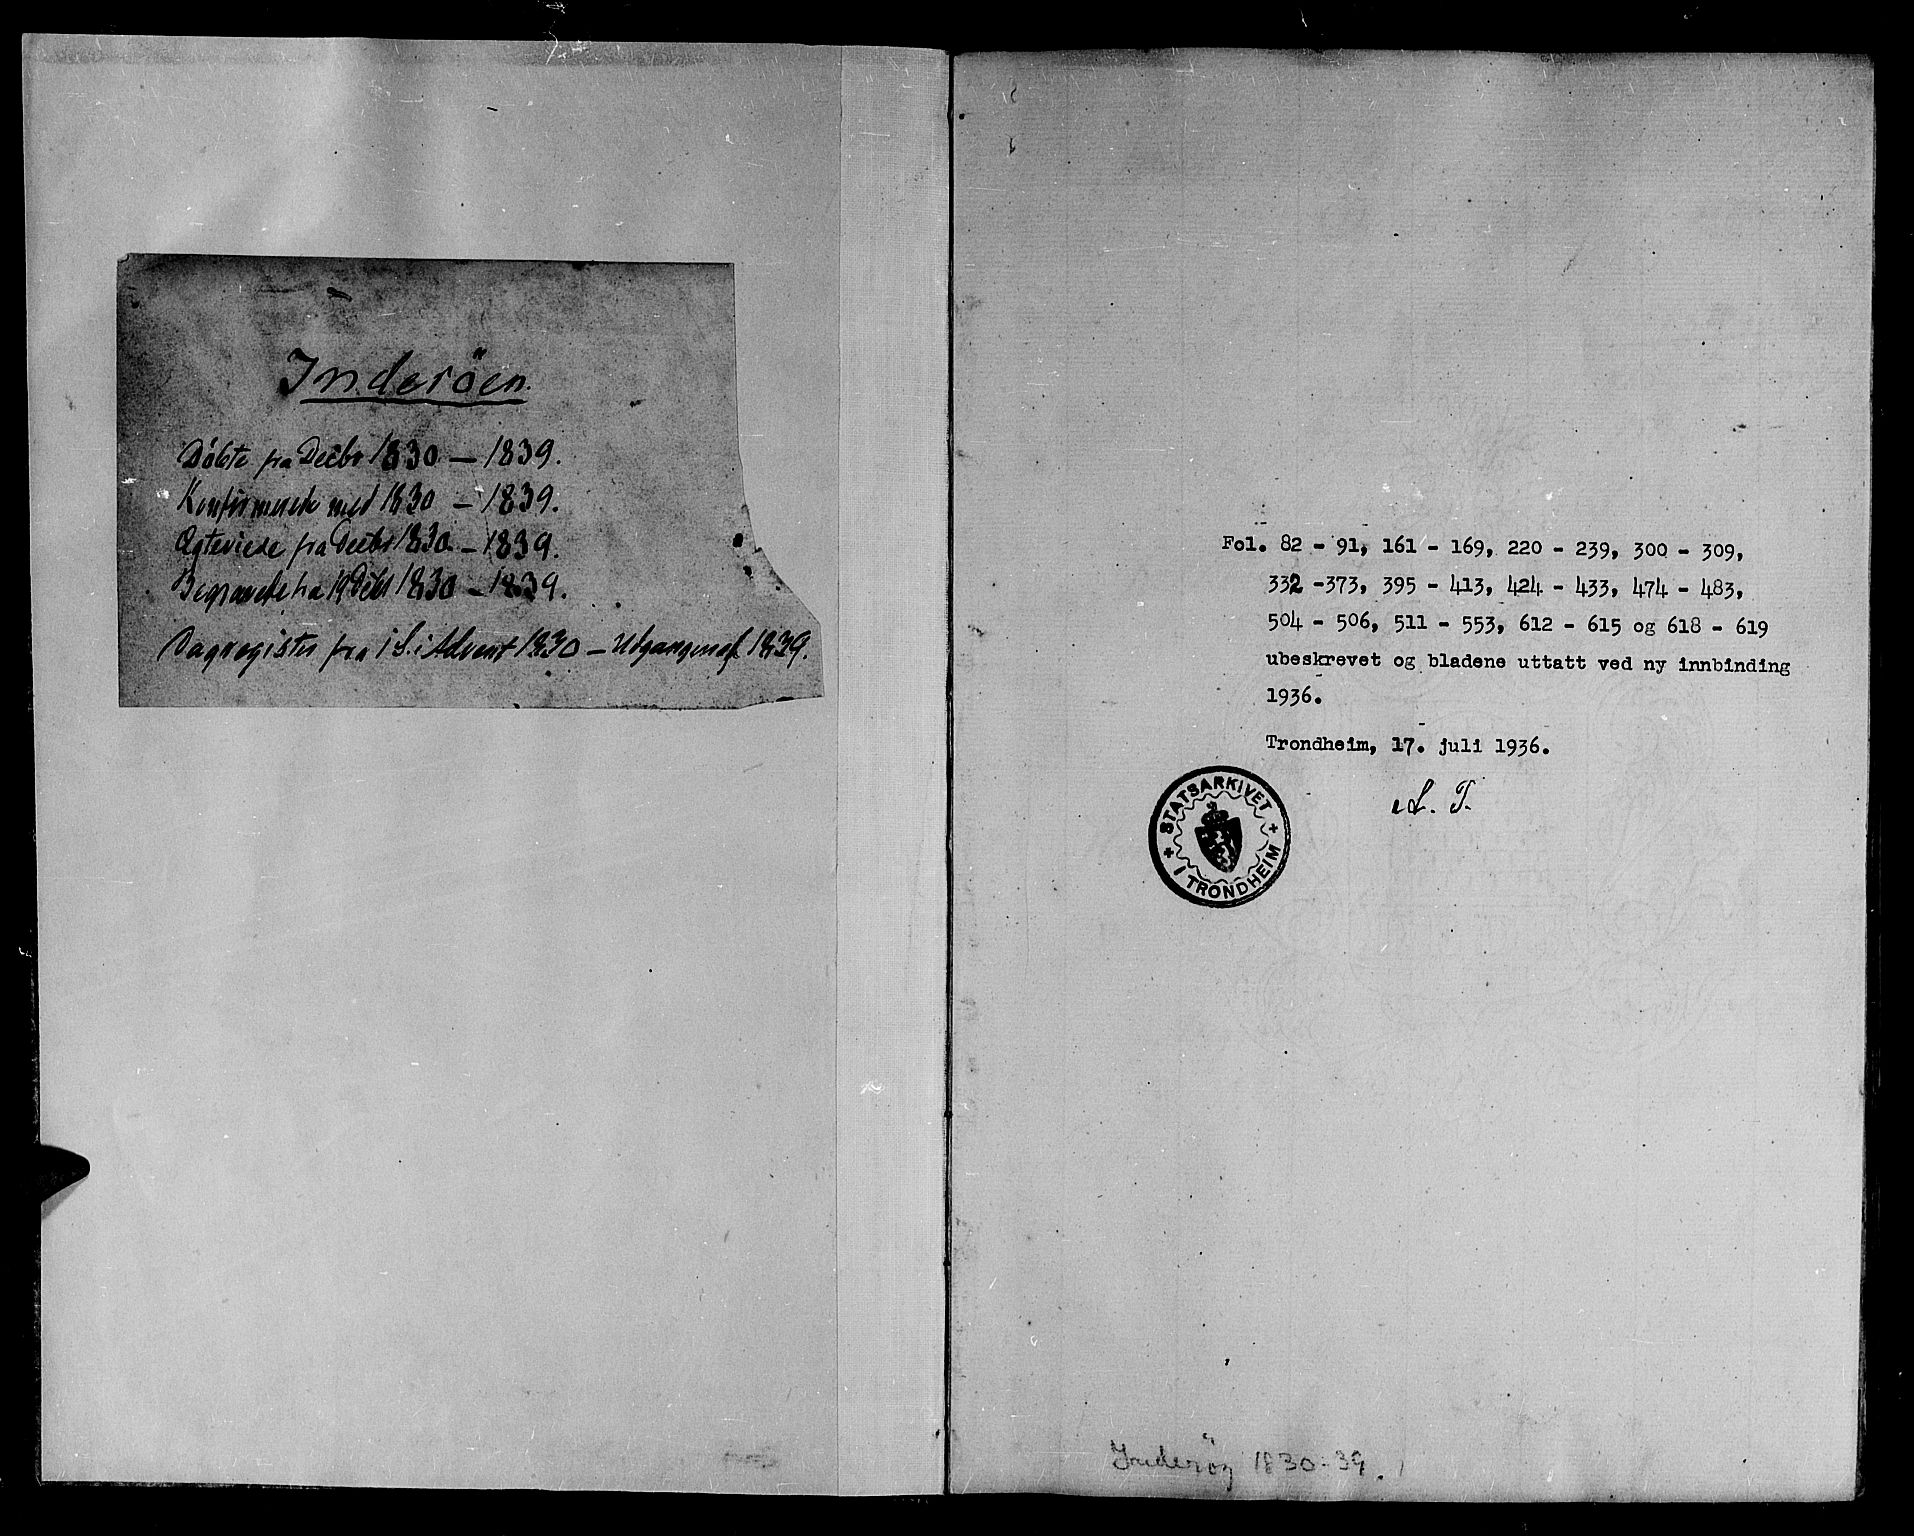 Inderöen.
Döbte fra Decbr 1830 — 1839.
Konfirmerede med 1830 — 1839.
Ægteviede fra Decbr 1830 — 1839.
Begravede fra 19 Decbr 1830 — 1839.
Dagregister fra 1 S. i Advent 1830 — Udgangen af 1839.
Fol. 82 - 91, 161 - 169, 220 - 239, 300 - 309,
332 -373, 395 - 413, 424 - 433, 474 - 483,
504 - 506, 511 - 553, 612 - 615 og 618 - 619
ubeskrevet og bladene uttatt ved ny innbinding
1936.
Trondheim, 17. juli 1936.
T.
STATSARKIVET
I TRONDHEIM
Inderöy 1830-39.